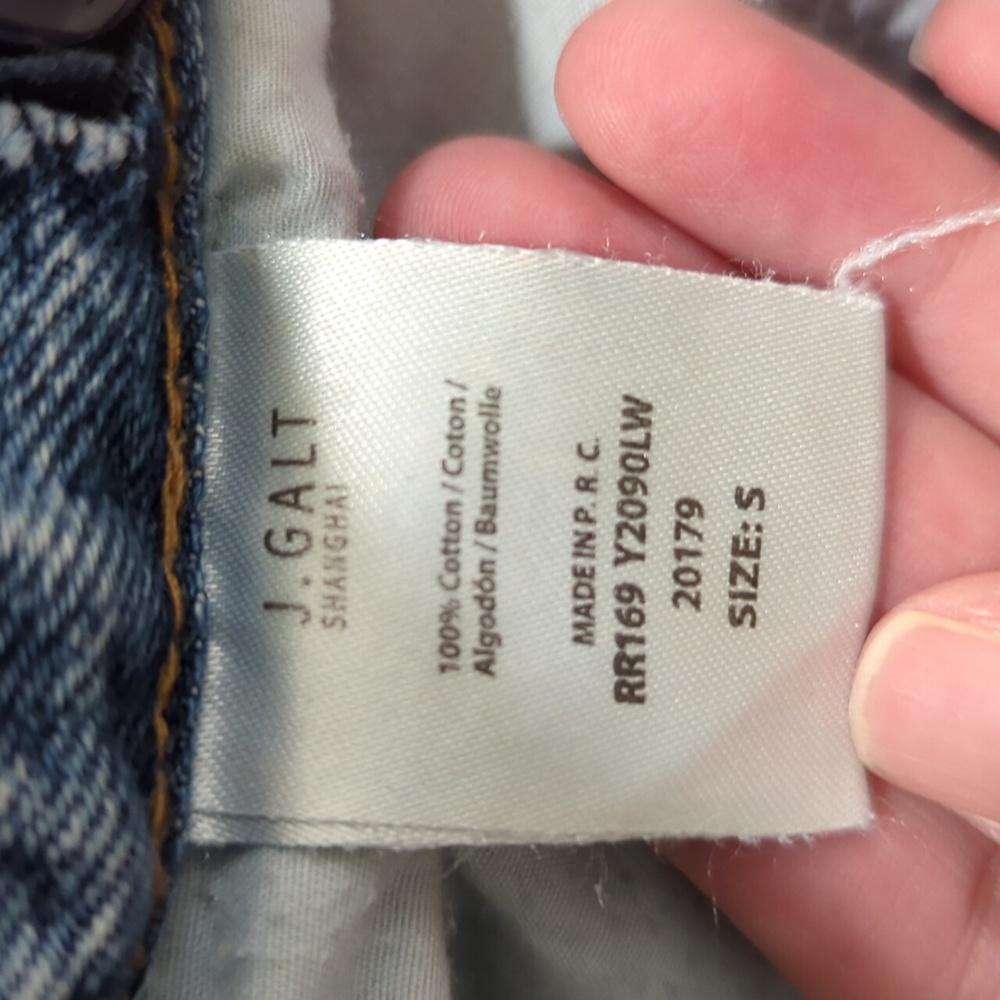 J.GALT
SHANGHAI
100% Cotton / Coton /
Algodón / Baumwolle
MADE IN P. R. C.
RR169 Y2090LW
20179
SIZE: S